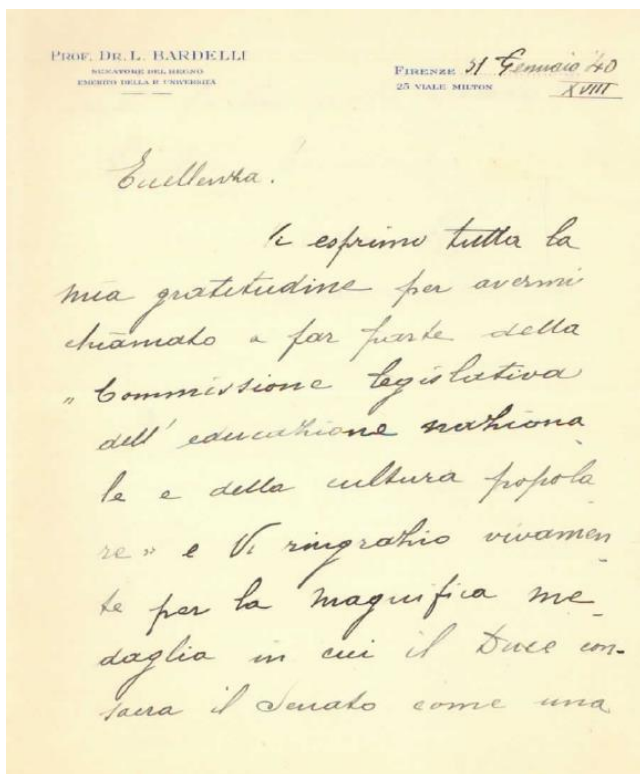 PROF. DR. L. BARDELLI
SENATORE DEL REGNO
EMERITO DELLA R. UNIVERSITÀ
FIRENZE 31 Gennaio '40
25 VIALE MILTON XVIII
Eccellenza.
Vi esprimo tutta la
mia gratitudine per avermi
chiamato a far parte della
"Commissione legislativa
dell' educazione naziona
le e della cultura popola
re" e Vi ringrazio vivamen
te per la magnifica me-
daglia in cui il Duce con-
sacra il Senato come una